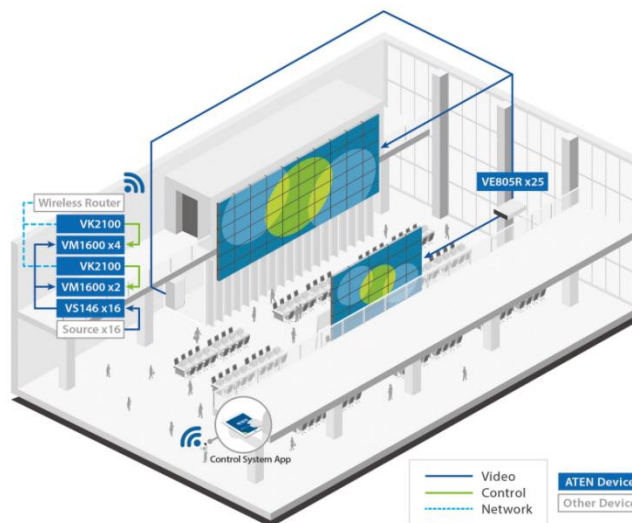 Wireless Router
VK2100
VM1600 x4
VK2100
VM1600 x2
VS146 x16
Source x16
VE805R x25
Control System App
Video
Control
Network
ATEN Device
Other Device